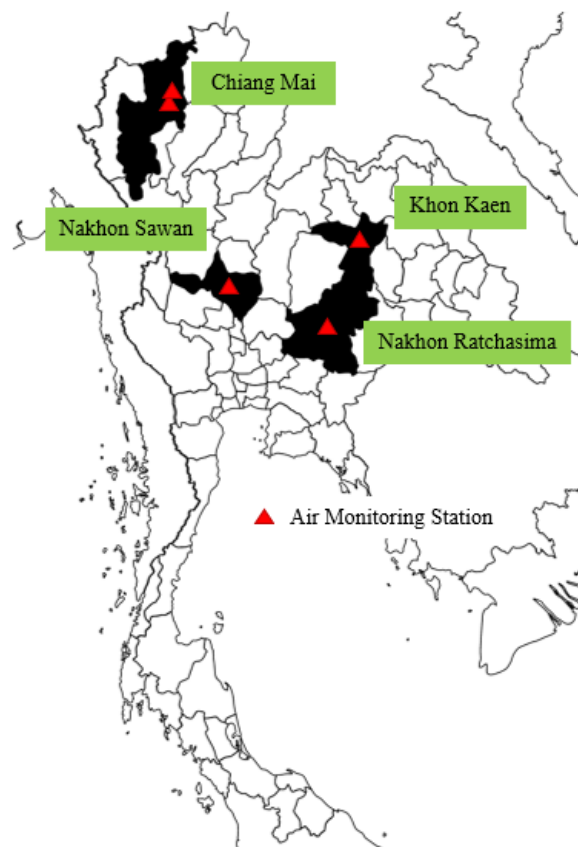 Chiang Mai
Khon Kaen
Nakhon Sawan
Nakhon Ratchasima
Air Monitoring Station